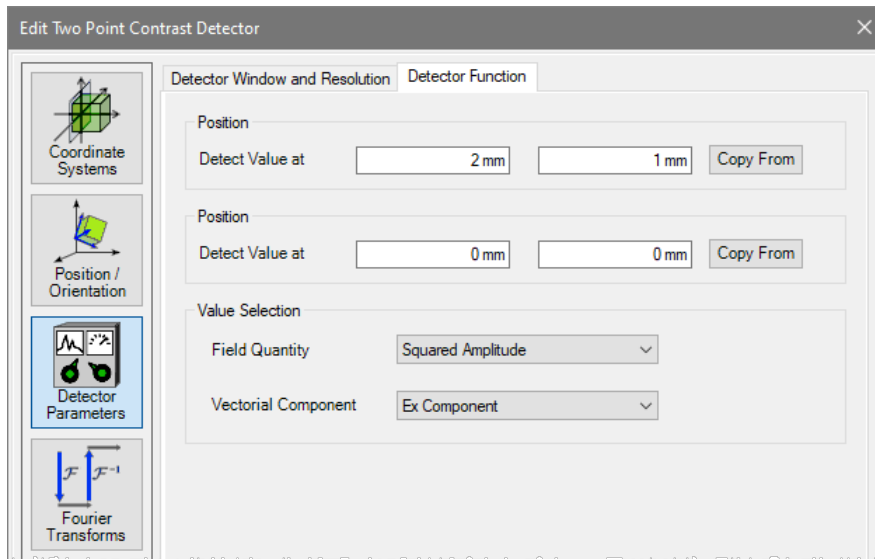 Edit Two Point Contrast Detector
Detector Window and Resolution
Detector Function
Coordinate
Systems
Position /
Orientation
Detector
Parameters
ℱ ℱ⁻¹
Fourier
Transforms
Position
Detect Value at 2 mm 1 mm Copy From
Position
Detect Value at 0 mm 0 mm Copy From
Value Selection
Field Quantity Squared Amplitude
Vectorial Component Ex Component